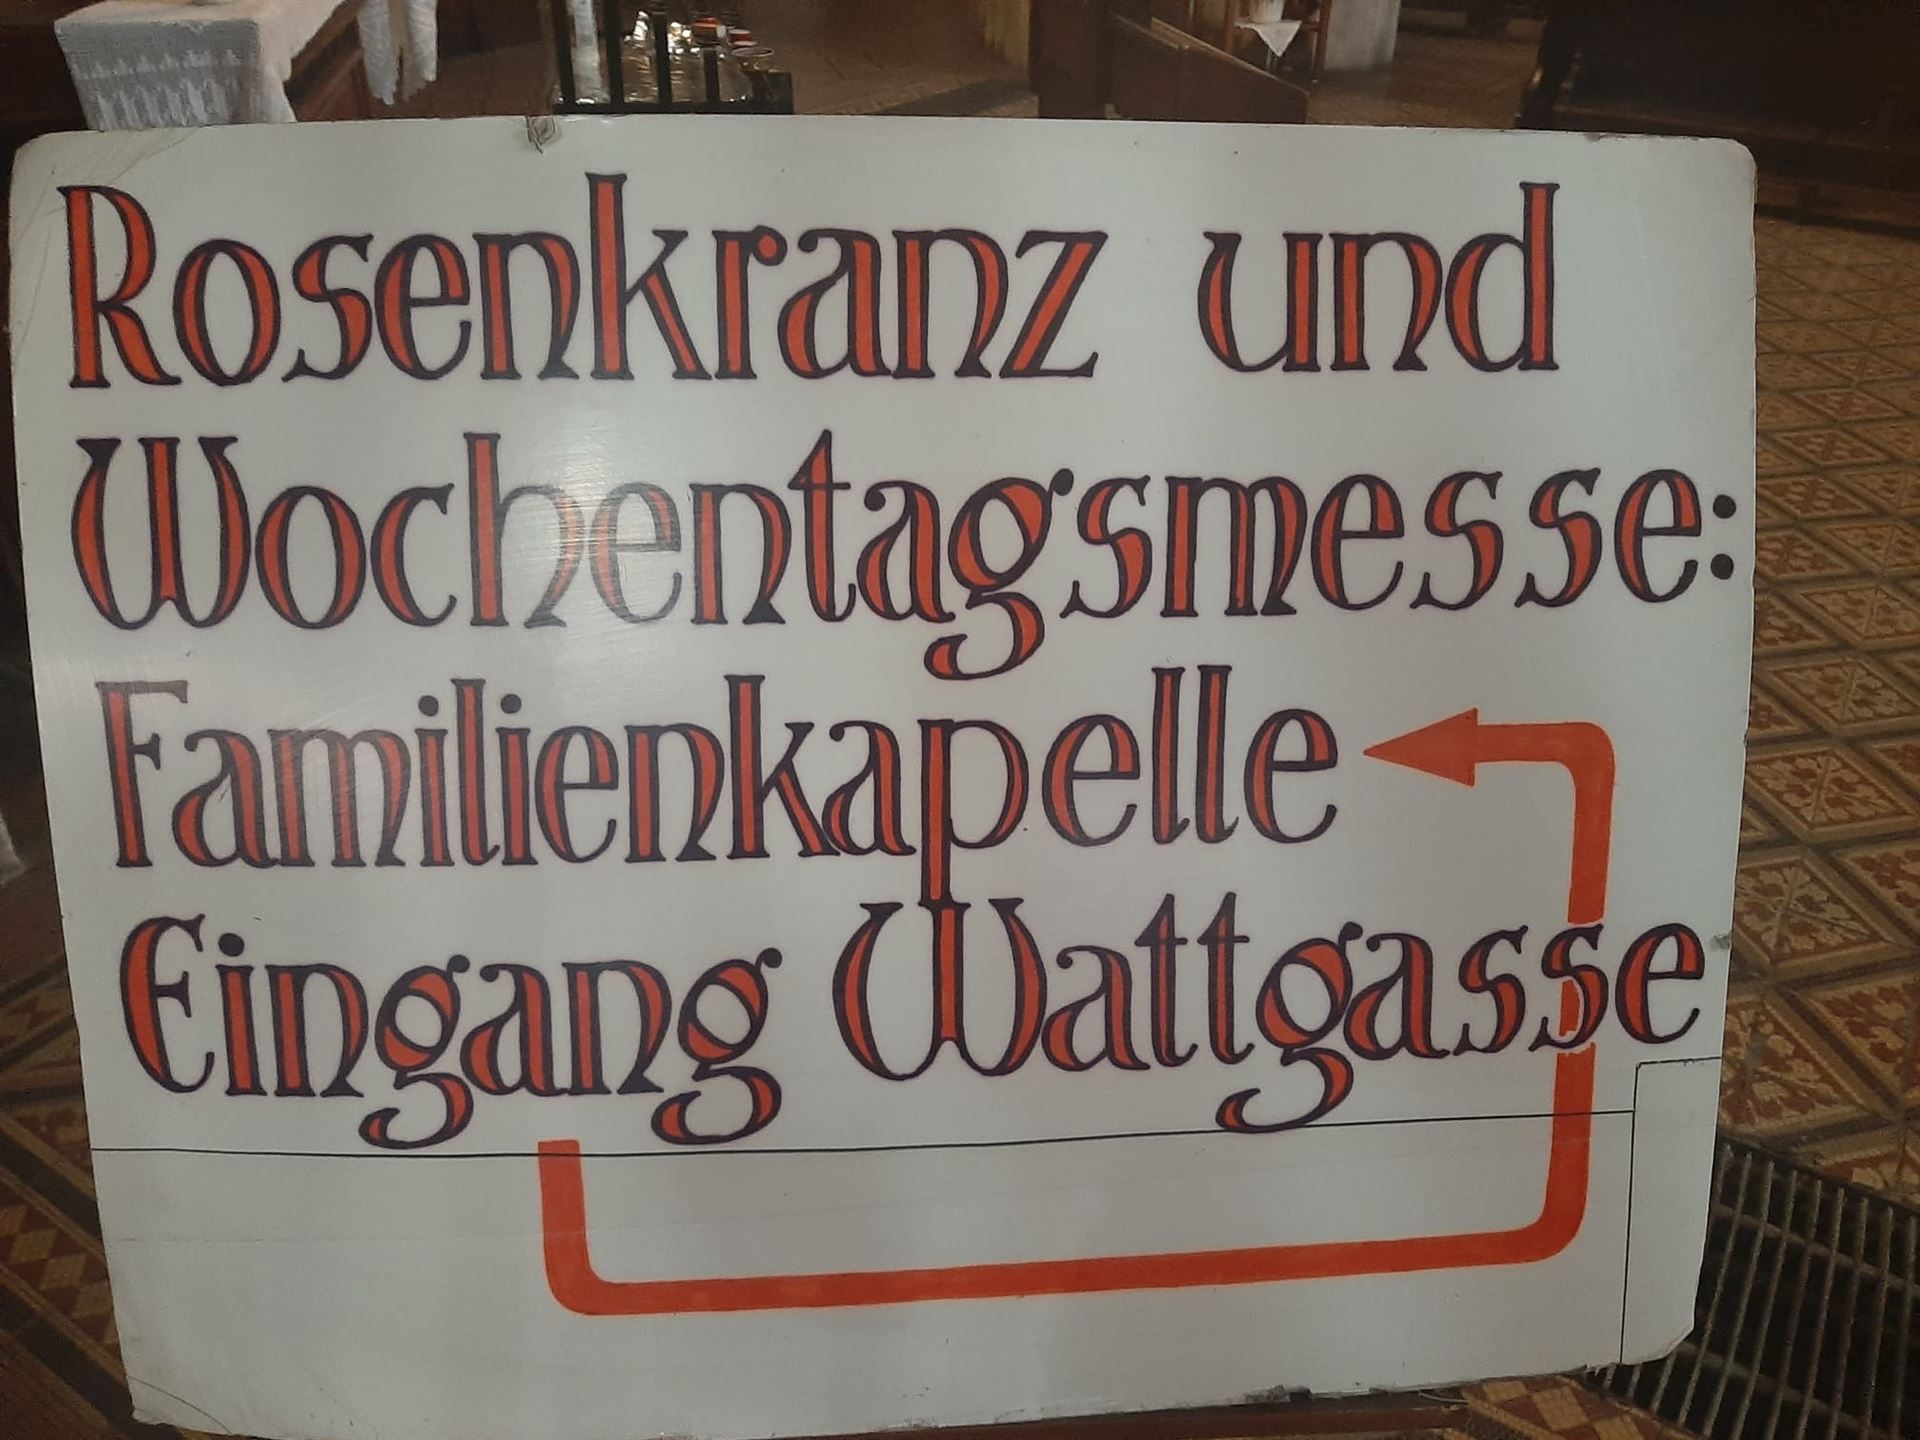 Rosenkranz und
Wochentagsmesse:
Familienkapelle
Eingang Wattgasse